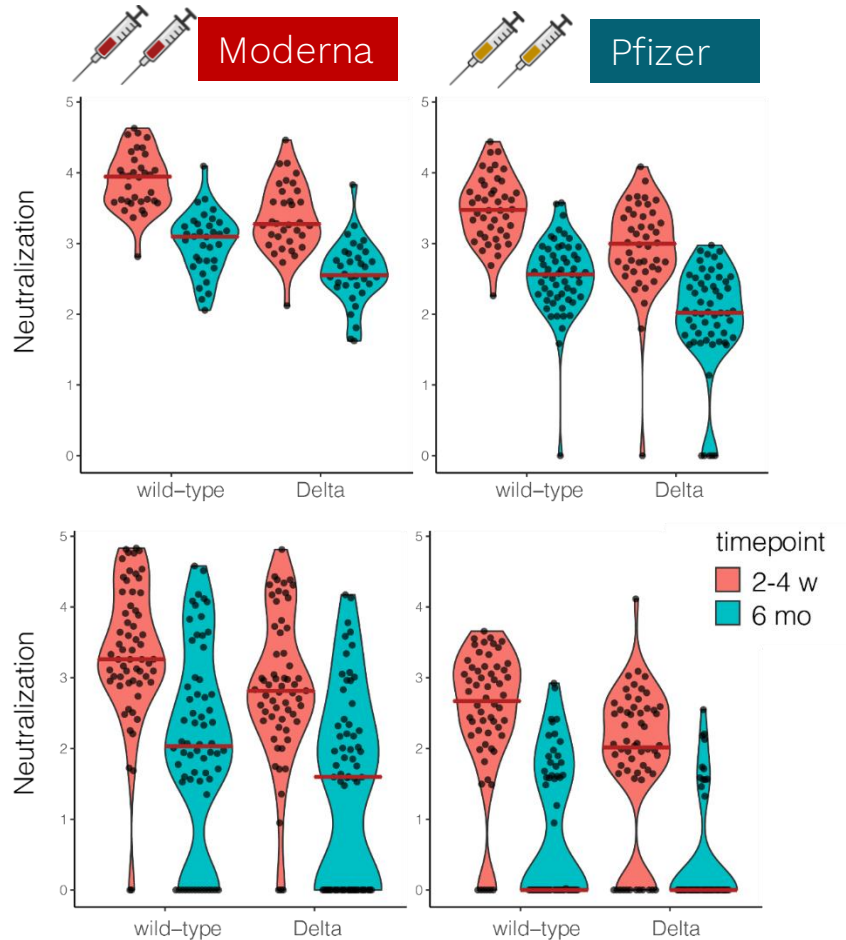 Moderna
Pfizer
Neutralization
5
4
3
2
1
0
wild–type
Delta
5
4
3
2
1
0
wild–type
Delta
Neutralization
5
4
3
2
1
0
wild–type
Delta
5
4
3
2
1
0
wild–type
Delta
timepoint
2-4 w
6 mo